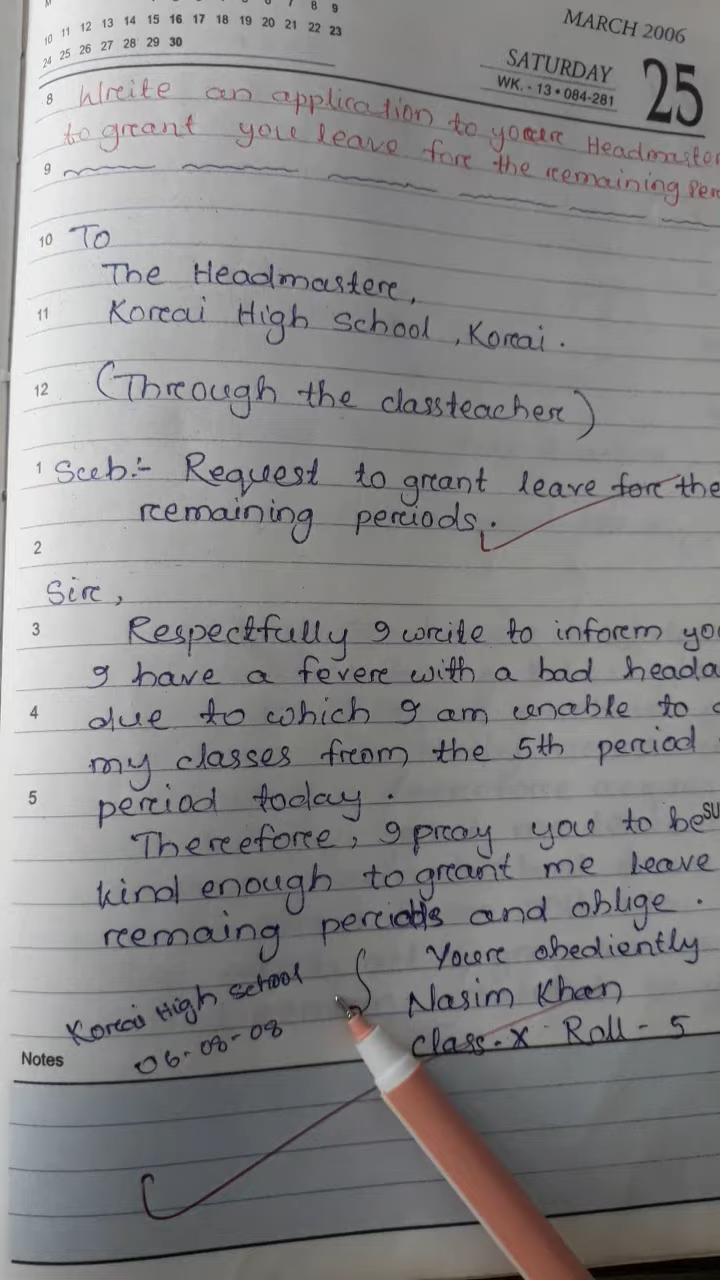 8 9
10 11 12 13 14 15 16 17 18 19 20 21 22 23
24 25 26 27 28 29 30
MARCH 2006
SATURDAY
WK. - 13 • 084-281
25
8 Write an application to your Headmaster
to grant you leave for the remaining Per
9
10 To
The Headmaster,
11 Korai High School, Korai.
12 (Through the classteacher)
1 Sub:- Request to grant leave for the
remaining periods.
2
Sir,
3 Respectfully I write to inform you
I have a fever with a bad heada
4 due to which I am unable to
my classes from the 5th period
5 period today.
Therefore, I pray you to be SU
kind enough to grant me leave
remaing periods and oblige.
Your obediently
Korai High School Nasim Khan
06-08-08 Class-X Roll-5
Notes